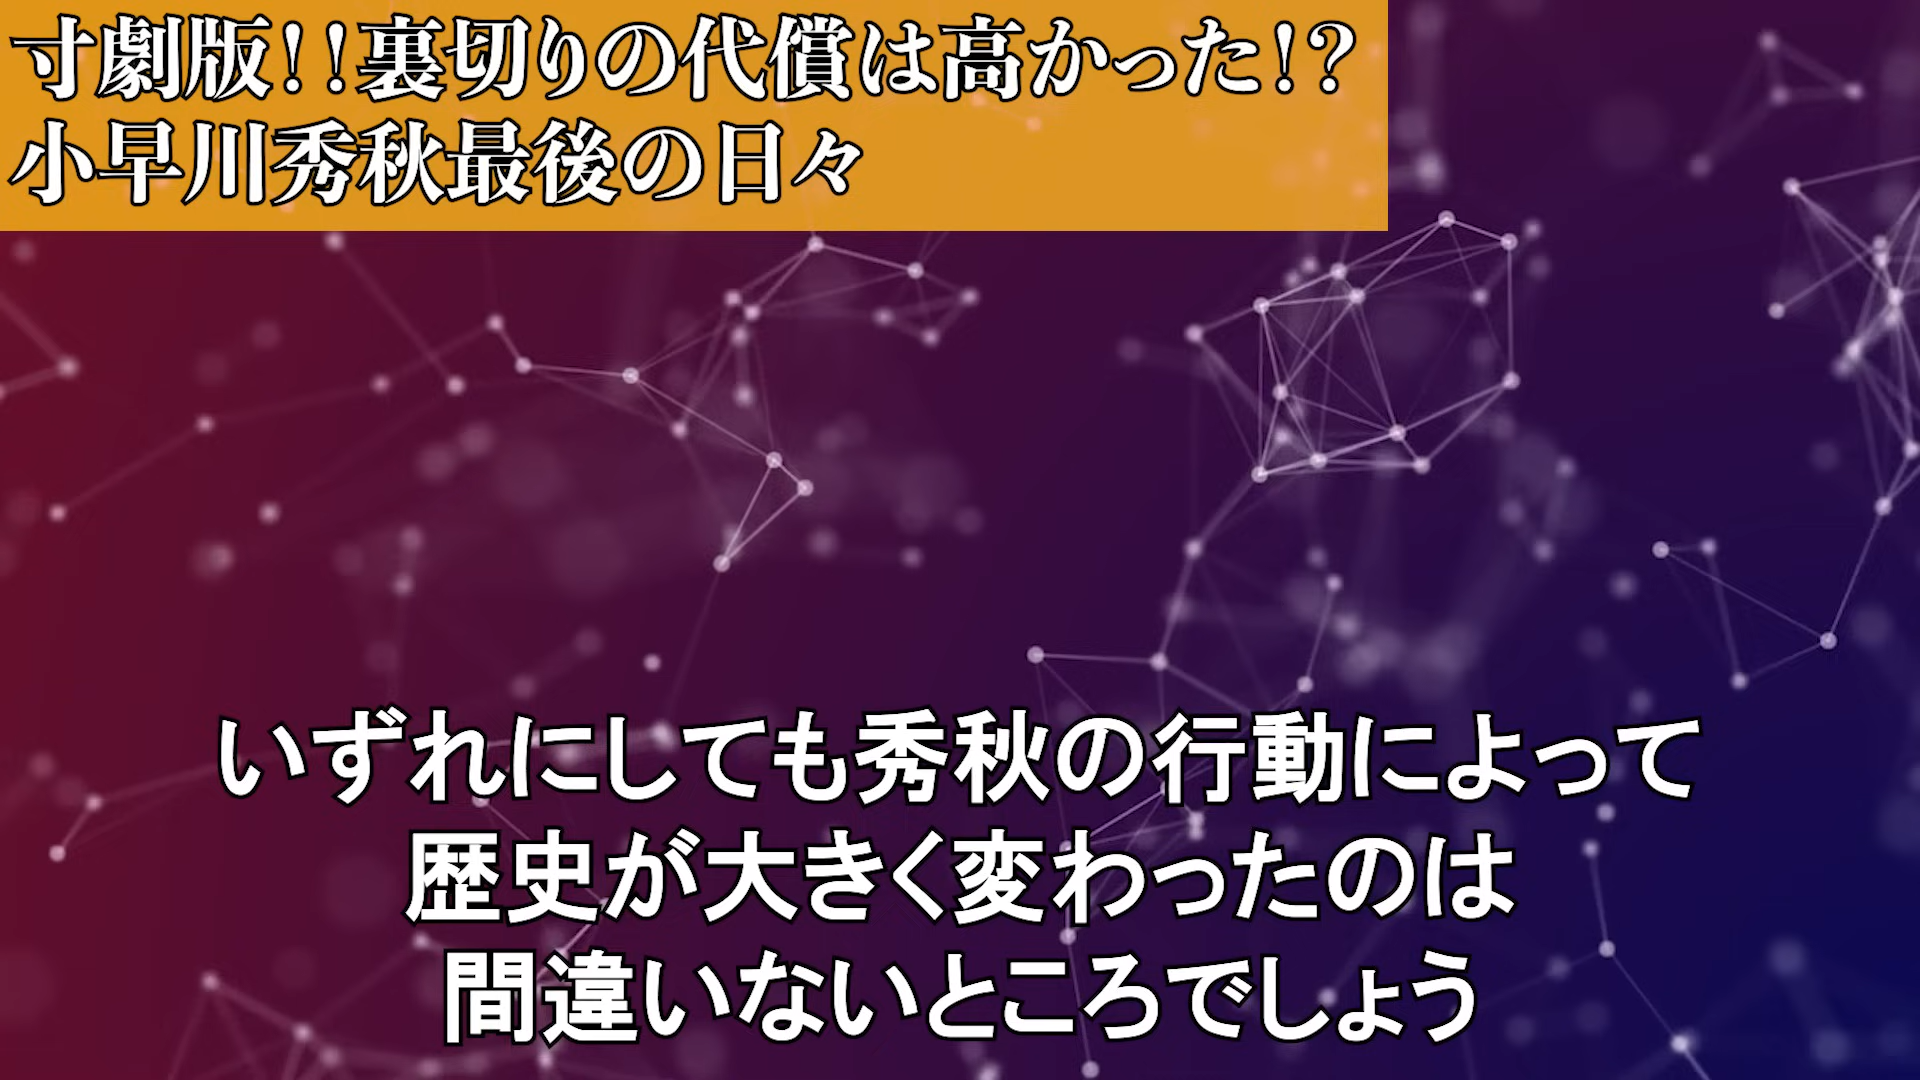 寸劇版!!裏切りの代償は高かった!?
小早川秀秋最後の日々
いずれにしても秀秋の行動によって
歴史が大きく変わったのは
間違いないところでしょう